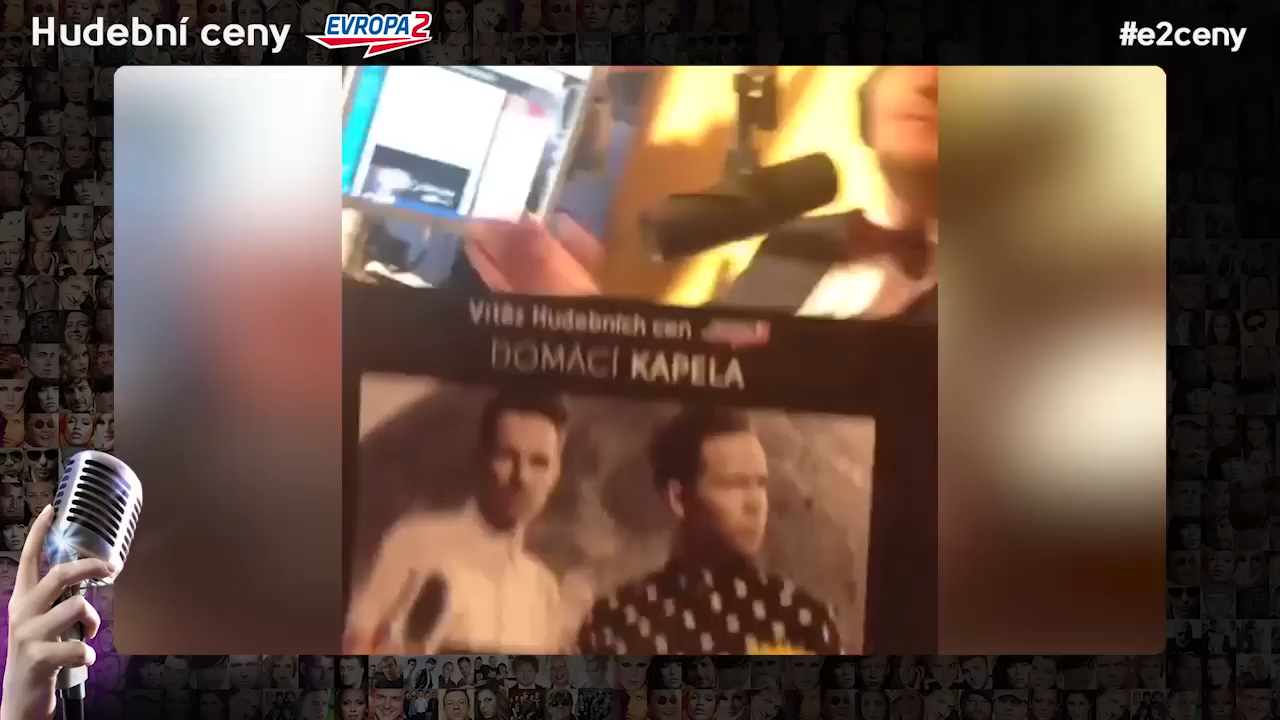 Hudební ceny EVROPA 2
#e2ceny
Vítěz Hudebních cen
DOMÁCÍ KAPELA